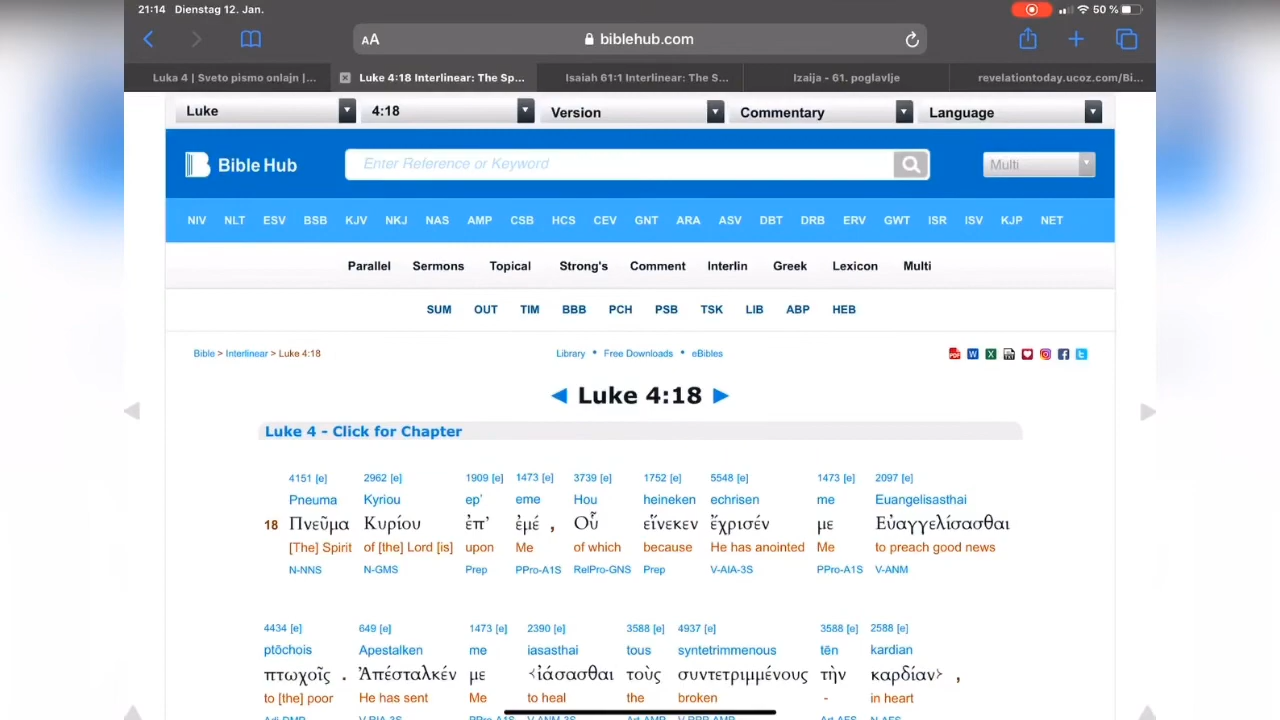 21:14 Dienstag 12. Jan. 50 %
AA biblehub.com
Luka 4 | Sveto pismo onlajn |... Luke 4:18 Interlinear: The Sp... Isaiah 61:1 Interlinear: The S... Izaija - 61. poglavlje revelationtoday.ucoz.com/Bi...
Luke 4:18 Version Commentary Language
Bible Hub Enter Reference or Keyword Multi
NIV NLT ESV BSB KJV NKJ NAS AMP CSB HCS CEV GNT ARA ASV DBT DRB ERV GWT ISR ISV KJP NET
Parallel Sermons Topical Strong's Comment Interlin Greek Lexicon Multi
SUM OUT TIM BBB PCH PSB TSK LIB ABP HEB
Bible > Interlinear > Luke 4:18 Library • Free Downloads • eBibles
◄ Luke 4:18 ►
Luke 4 - Click for Chapter
4151 [e] 2962 [e] 1909 [e] 1473 [e] 3739 [e] 1752 [e] 5548 [e] 1473 [e] 2097 [e]
Pneuma Kyriou ep' eme Hou heineken echrisen me Euangelisasthai
18 Πνεῦμα Κυρίου ἐπ' ἐμέ , Οὗ εἵνεκεν ἔχρισέν με Εὐαγγελίσασθαι
[The] Spirit of [the] Lord [is] upon Me of which because He has anointed Me to preach good news
N-NNS N-GMS Prep PPro-A1S RelPro-GNS Prep V-AIA-3S PPro-A1S V-ANM
4434 [e] 649 [e] 1473 [e] 2390 [e] 3588 [e] 4937 [e] 3588 [e] 2588 [e]
ptōchois Apestalken me iasasthai tous syntetrimmenous tēn kardian
πτωχοῖς . Ἀπέσταλκέν με <ἰάσασθαι τοὺς συντετριμμένους τὴν καρδίαν> ,
to [the] poor He has sent Me to heal the broken - in heart